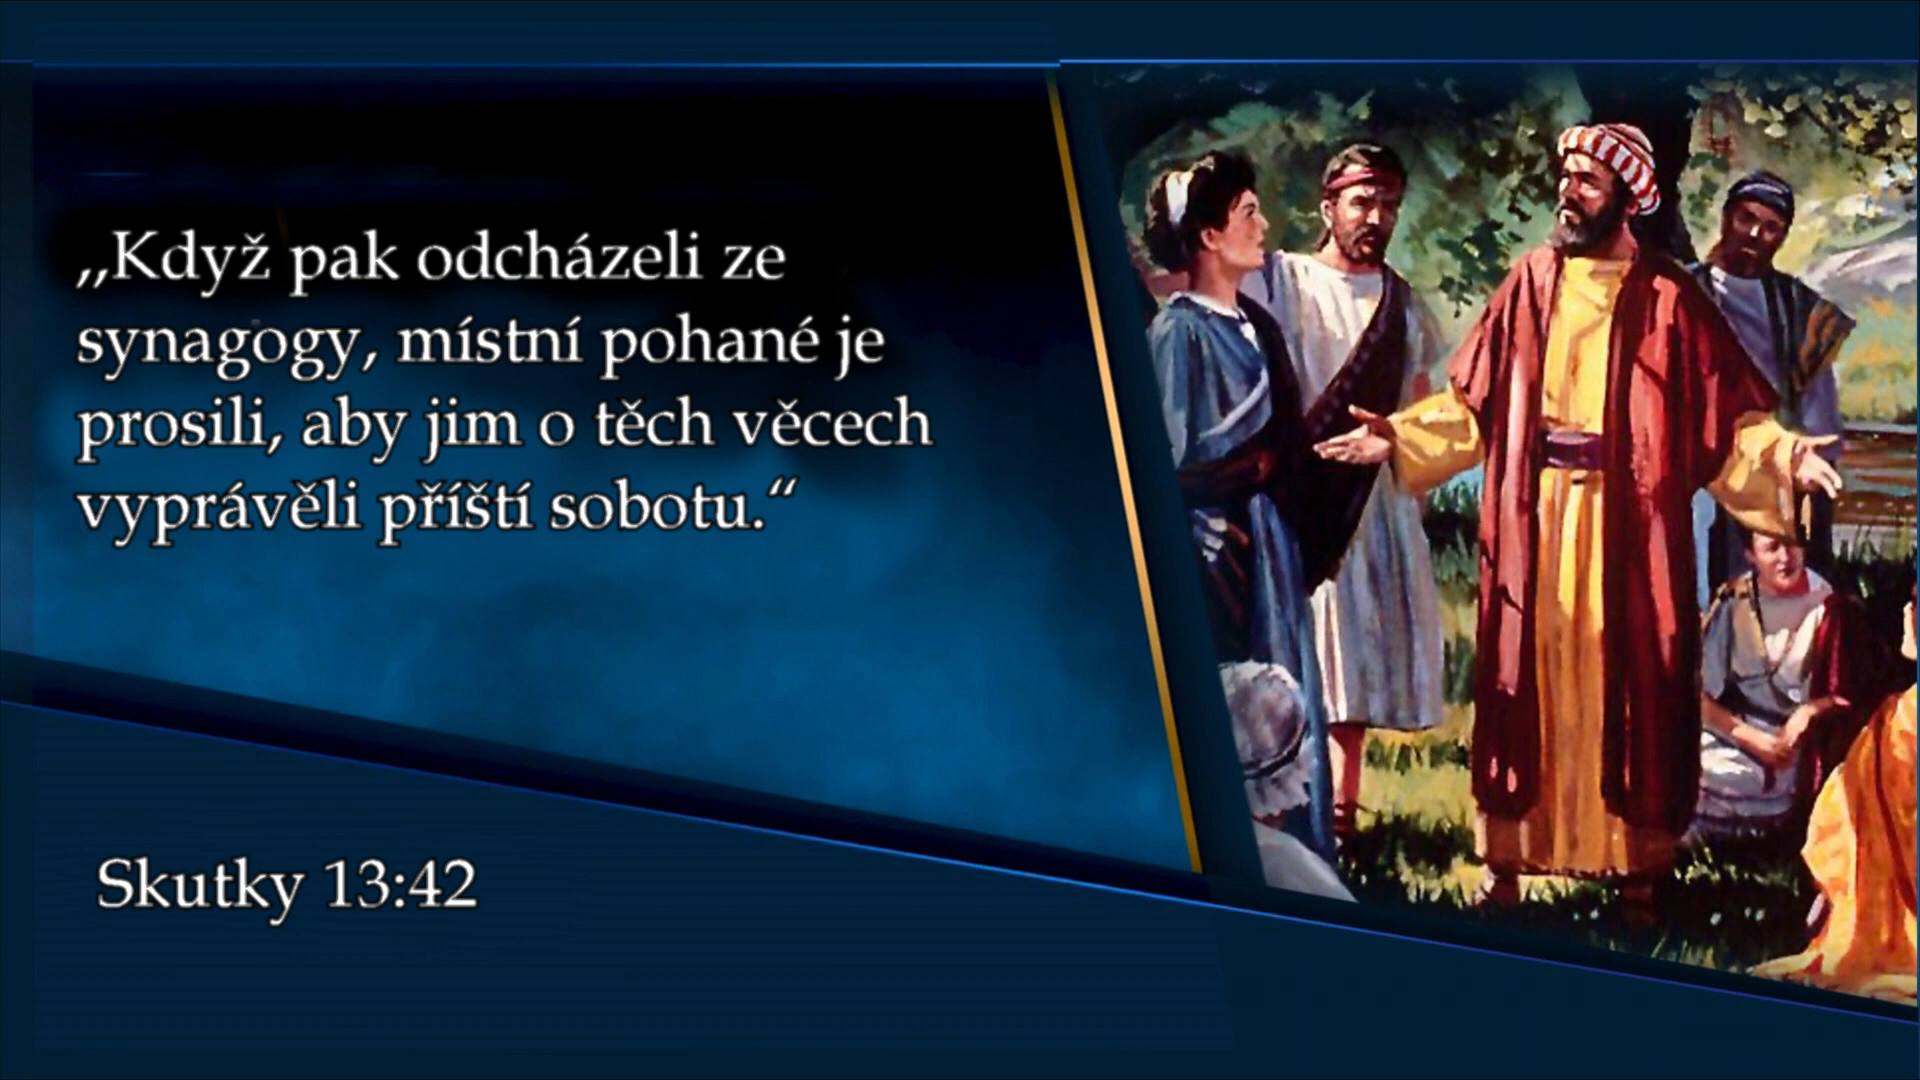 ,,Když pak odcházeli ze
synagogy, místní pohané je
prosili, aby jim o těch věcech
vyprávěli příští sobotu.“
Skutky 13:42